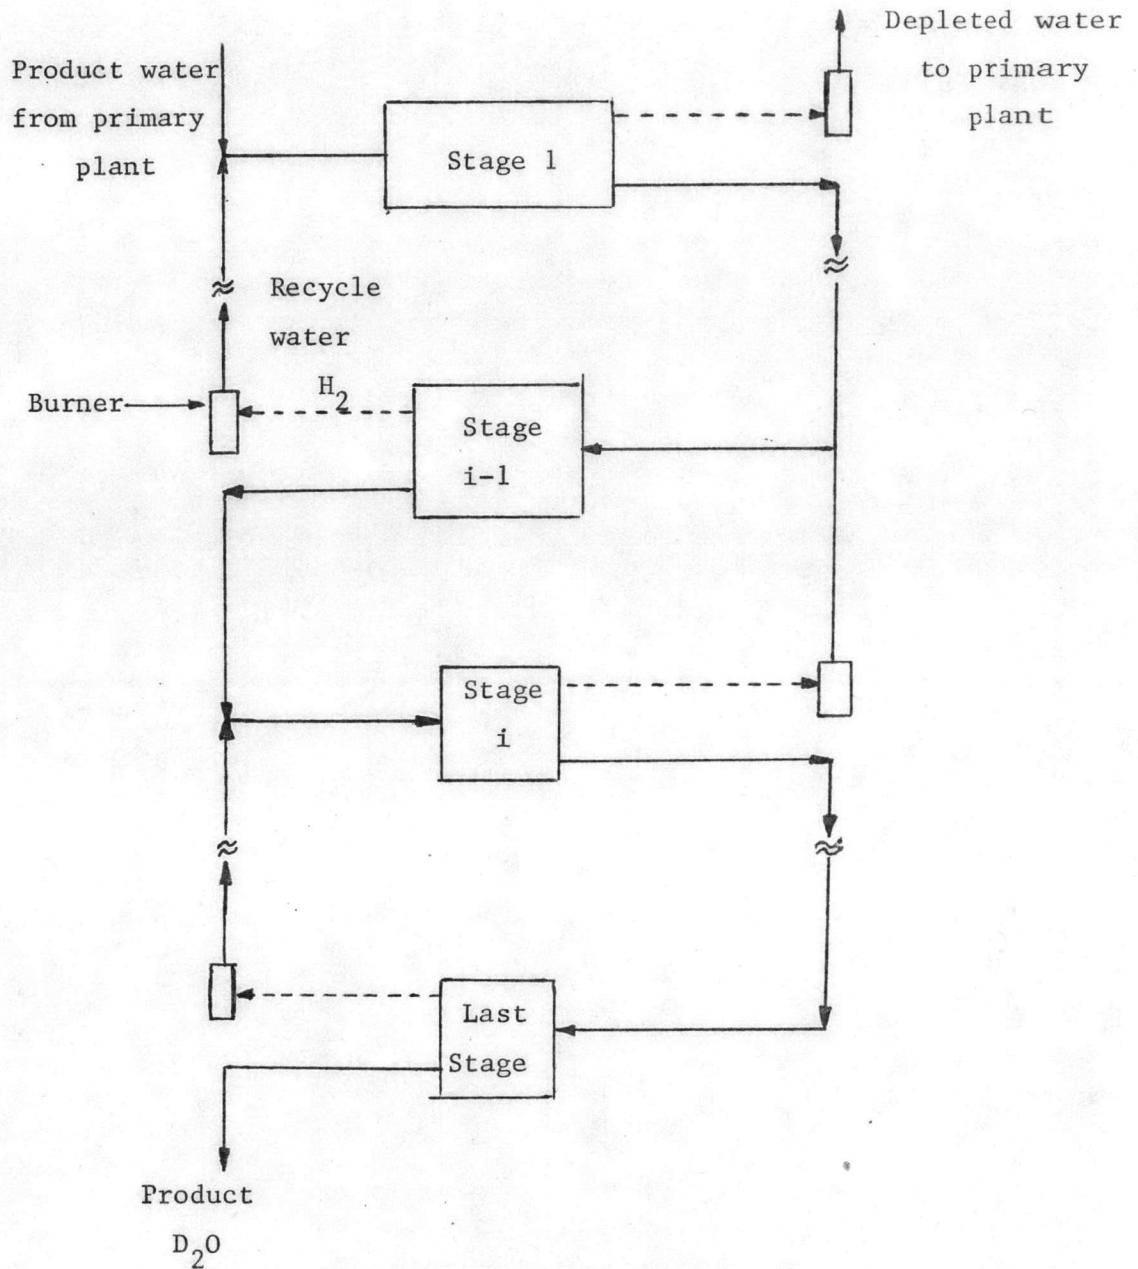 Depleted water
to primary
plant
Product water
from primary
plant
Stage 1
Recycle
water
H2
Burner
Stage
i-1
Stage
i
Last
Stage
Product
D2O